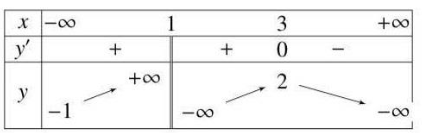 x −∞ 1 3 +∞
y′ + + 0 −
+∞ 2
y
−1 −∞ −∞